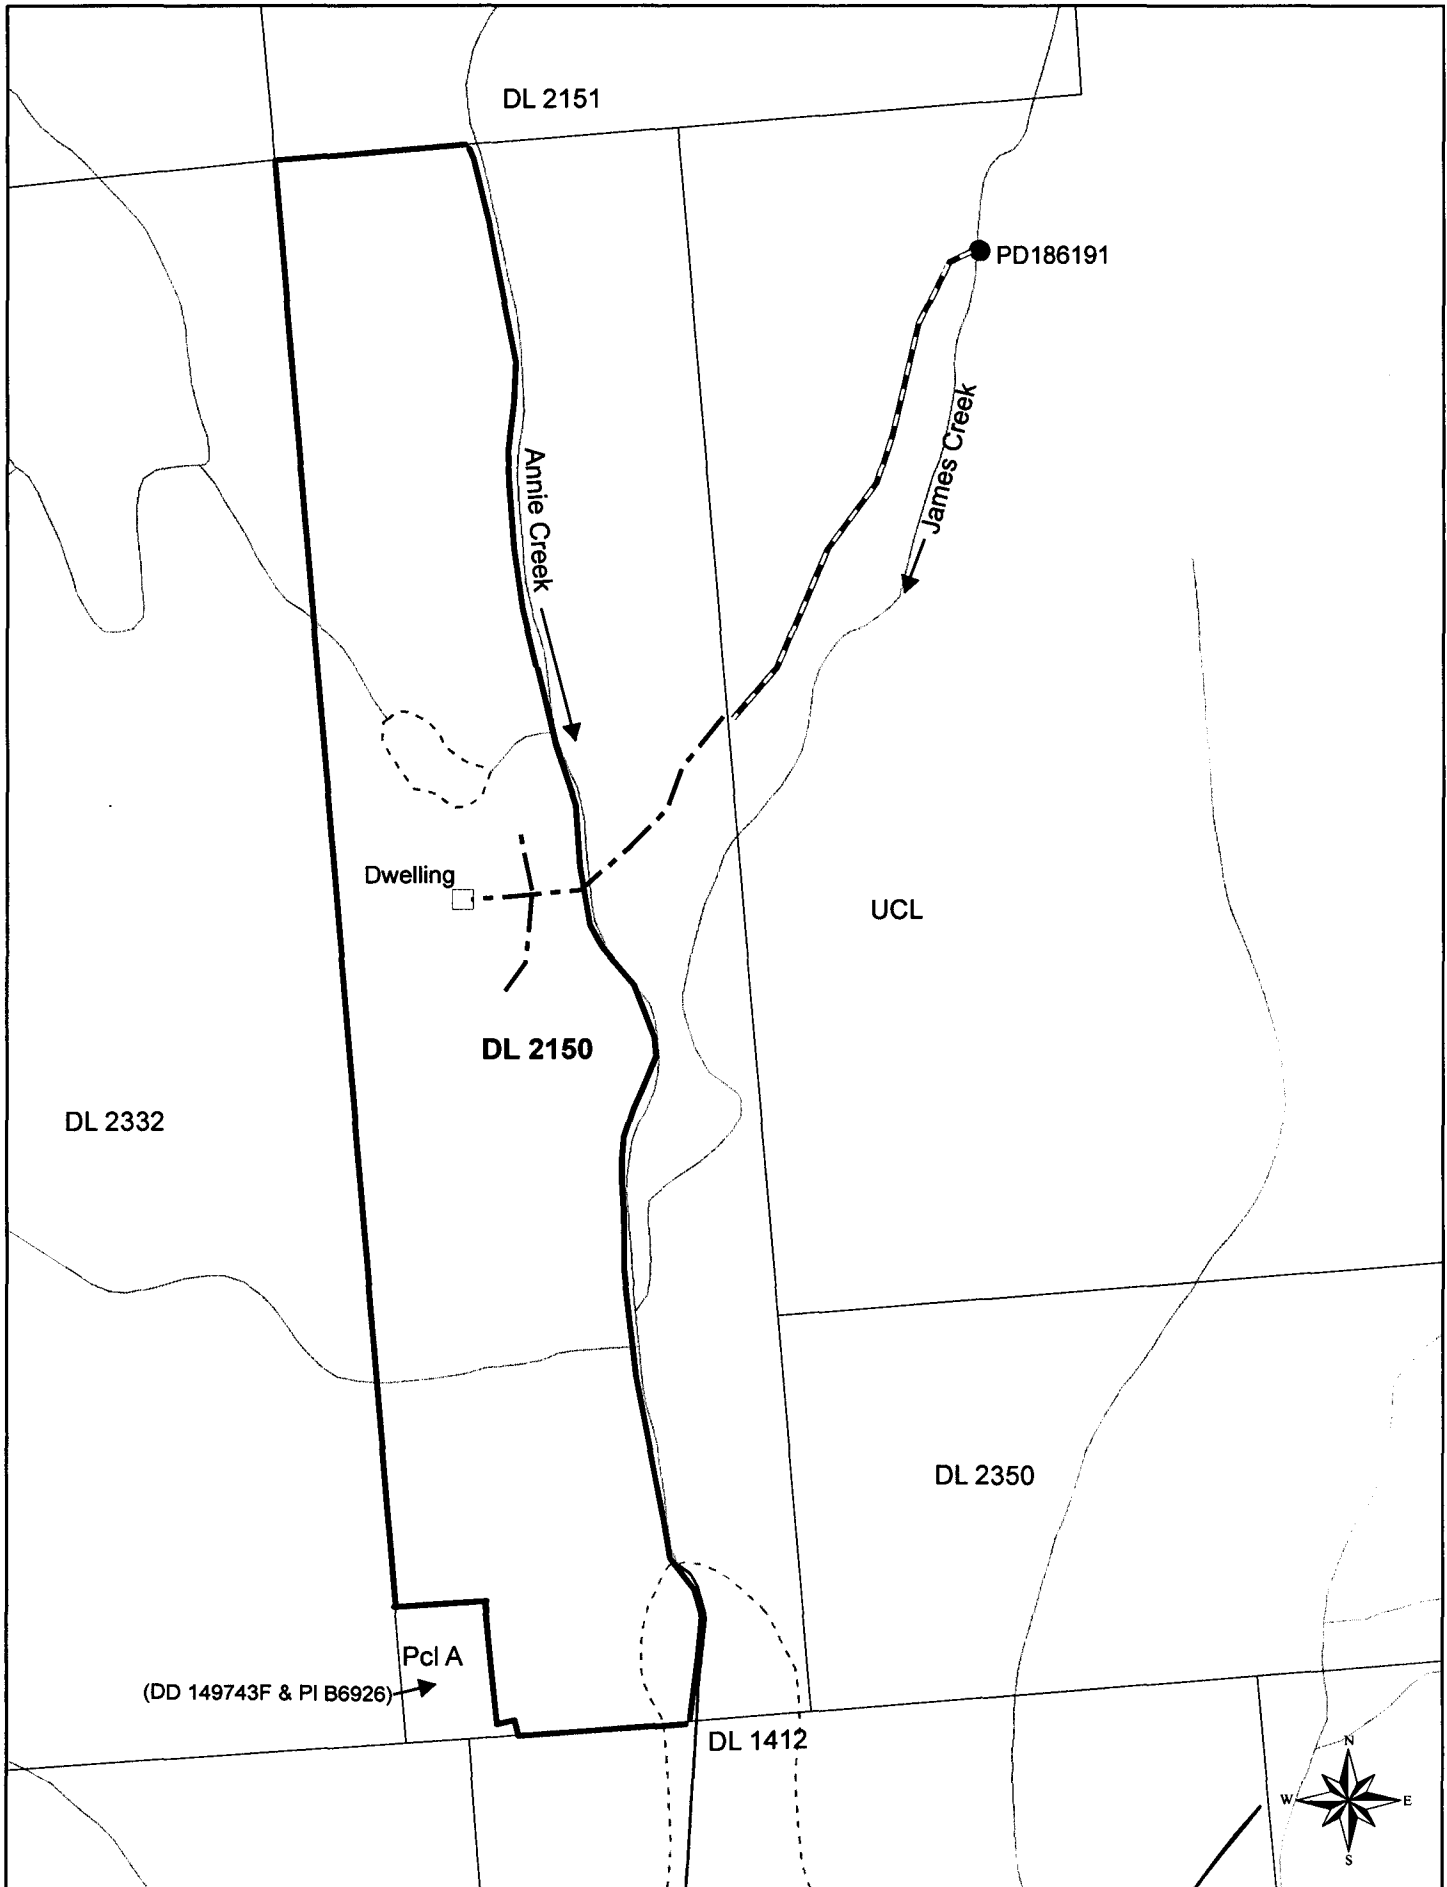 DL 2151
PD186191
James Creek
Annie Creek
Dwelling
UCL
DL 2150
DL 2332
DL 2350
Pcl A
(DD 149743F & Pl B6926)
DL 1412
N
W E
S